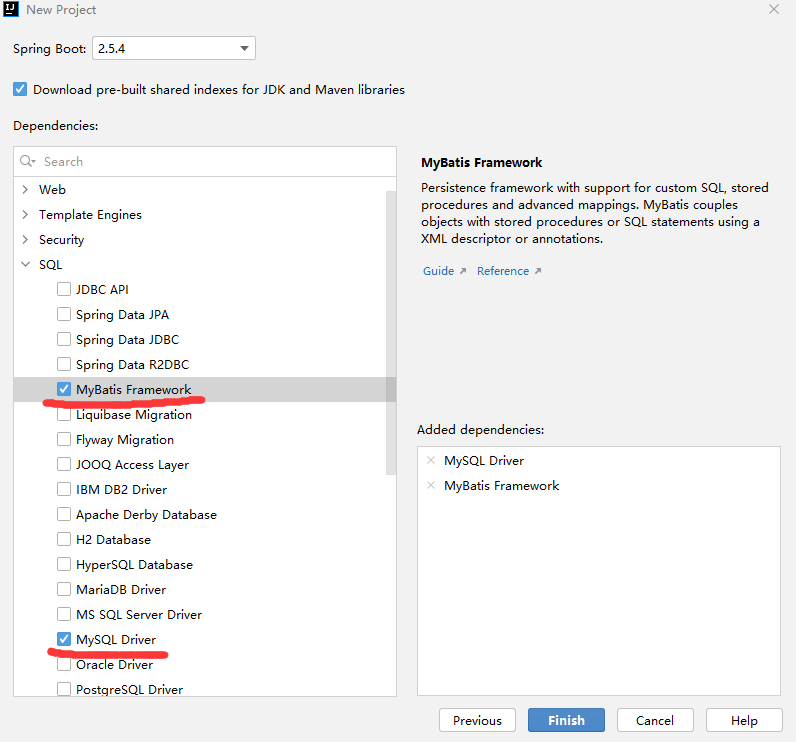 New Project
Spring Boot: 2.5.4
Download pre-built shared indexes for JDK and Maven libraries
Dependencies:
Search
Web
Template Engines
Security
SQL
JDBC API
Spring Data JPA
Spring Data JDBC
Spring Data R2DBC
MyBatis Framework
Liquibase Migration
Flyway Migration
JOOQ Access Layer
IBM DB2 Driver
Apache Derby Database
H2 Database
HyperSQL Database
MariaDB Driver
MS SQL Server Driver
MySQL Driver
Oracle Driver
PostgreSQL Driver
MyBatis Framework
Persistence framework with support for custom SQL, stored
procedures and advanced mappings. MyBatis couples
objects with stored procedures or SQL statements using a
XML descriptor or annotations.
Guide Reference
Added dependencies:
MySQL Driver
MyBatis Framework
Previous Finish Cancel Help